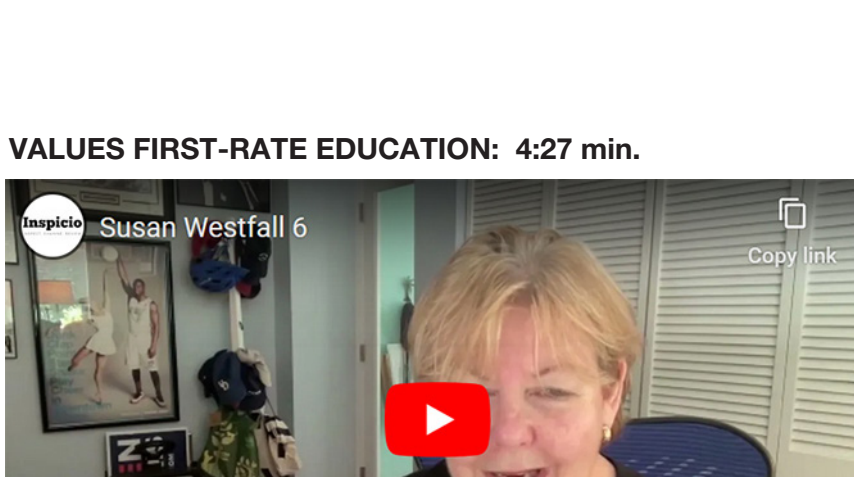 VALUES FIRST-RATE EDUCATION:  4:27 min.
Inspicio
Susan Westfall 6
Copy link